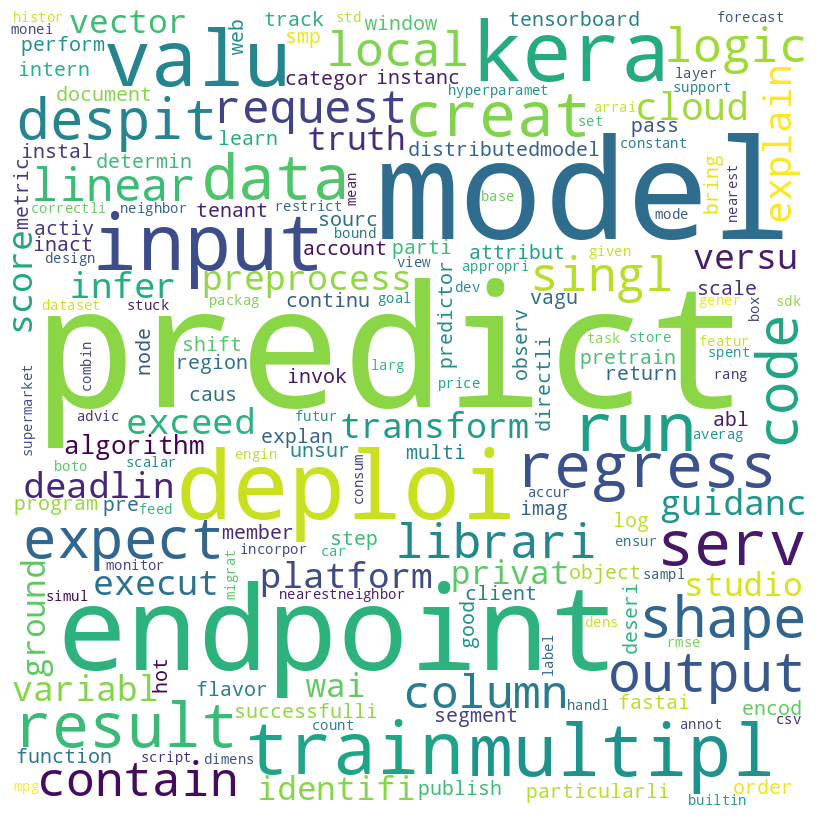 histor
monei
track
std
window
tensorboard
forecast
vector
smp
web
perform
intern
valu
local
kera
logic
categor
instanc
layer
support
document
hyperparamet
despit
request
creat
arrai
cloud
explain
learn
truth
set
pass
constant
instal
determin
distributedmodel
bring
nearest
metric
linear
data
model
mean
base
correctli
neighbor
tenant
restrict
sourc
mode
activ
bound
account
parti
attribut
given
versu
inact
design
input
view
appropri
score
infer
preprocess
predictor
singl
scale
dataset
stuck
packag
continu
goal
dev
vagu
gener
box
sdk
node
shift
region
predict
observ
directli
task
store
featur
pretrain
spent
code
combin
invok
larg
return
rang
supermarket
caus
price
advic
exceed
futur
transform
run
abl
averag
algorithm
explan
unsur
multi
boto
scalar
engin
consum
regress
deadlin
deploi
accur
program
pre
feed
imag
guidanc
expect
member
step
log
incorpor
car
librari
ensur
serv
ground
monitor
migrat
execut
platform
privat
object
sampl
studio
simul
nearestneighbor
client
good
deseri
endpoint
dens
shape
rmse
label
output
variabl
hot
flavor
wai
column
handl
fastai
encod
result
successfulli
segment
annot
csv
count
function
script
dimens
train
multipl
mpg
contain
identifi
publish
particularli
order
builtin